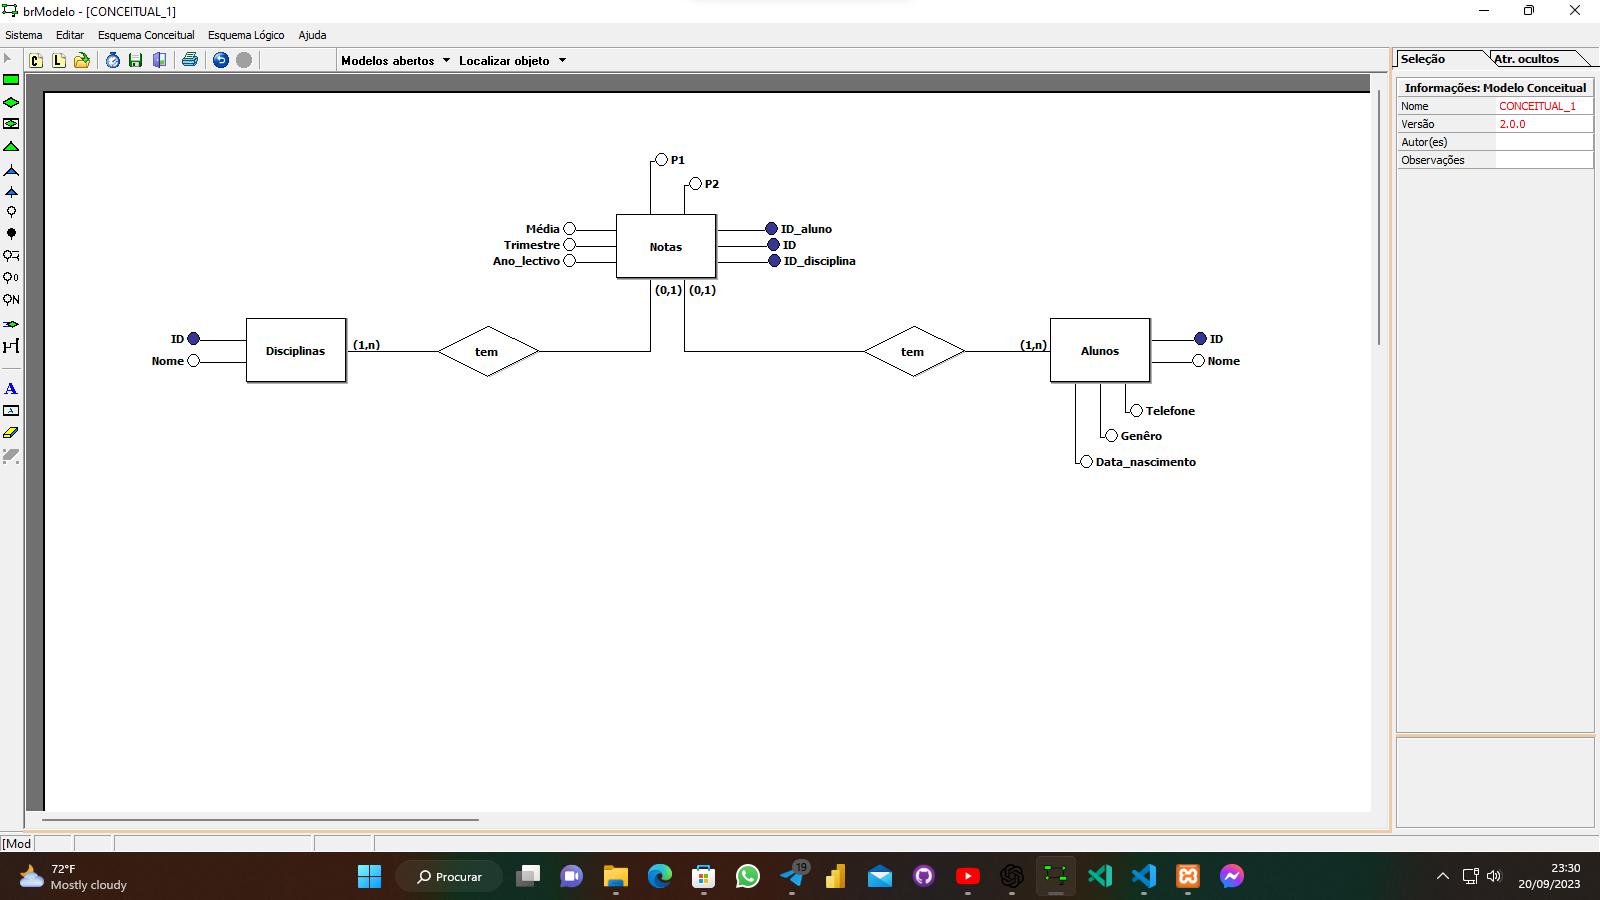 brModelo - [CONCEITUAL_1]
Sistema Editar Esquema Conceitual Esquema Lógico Ajuda
C L Modelos abertos Localizar objeto
Seleção Atr. ocultos
Informações: Modelo Conceitual
Nome CONCEITUAL_1
Versão 2.0.0
Autor(es)
Observações
P1
P2
Média
Trimestre
Ano_lectivo
Notas
ID_aluno
ID
ID_disciplina
(0,1) (0,1)
ID
Nome
Disciplinas
(1,n)
tem
tem
(1,n)
Alunos
ID
Nome
Telefone
Genêro
Data_nascimento
[Mod
72°F
Mostly cloudy
Procurar
19
23:30
20/09/2023